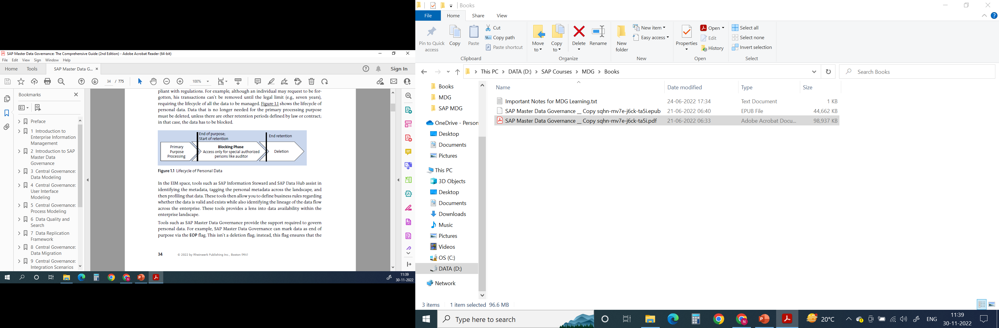 SAP Master Data Governance: The Comprehensive Guide (2nd Edition) - Adobe Acrobat Reader (64-bit)
File Edit View Sign Window Help
Home Tools SAP Master Data G... × Sign In
34 / 775 100%
Bookmarks
Preface
1 Introduction to
Enterprise Information
Management
2 Introduction to SAP
Master Data
Governance
3 Central Governance:
Data Modeling
4 Central Governance:
User Interface
Modeling
5 Central Governance:
Process Modeling
6 Data Quality and
Search
7 Data Replication
Framework
8 Central Governance:
Data Migration
9 Central Governance:
Integration Scenarios
pliant with regulations. For example, although an individual may request to be for-
gotten, his transactions can't be removed until the legal limit (e.g., seven years),
requiring the lifecycle of all the data to be managed. Figure 1.1 shows the lifecycle of
personal data. Data that is no longer needed for the primary processing purpose
must be deleted, unless there are other retention periods defined by law or contract;
in that case, the data has to be blocked.
End of purpose;
Start of retention
End retention
Primary
Purpose
Processing
Blocking Phase
Access only for special authorized
persons like auditor
Deletion
Figure 1.1 Lifecycle of Personal Data
In the EIM space, tools such as SAP Information Steward and SAP Data Hub assist in
identifying the metadata, tagging the personal metadata across the landscape, and
then profiling that data. These tools then allow you to define business rules regarding
whether the data is valid and exists while also identifying the lineage of the data flow
across the enterprise. These tools provides a lens into data availability within the
enterprise landscape.
Tools such as SAP Master Data Governance provide the support required to govern
personal data. For example, SAP Master Data Governance can mark data as end of
purpose via the EOP flag. This isn't a deletion flag; instead, this flag ensures that the
34 © 2022 by Rheinwerk Publishing Inc., Boston (MA)
11:39
30-11-2022
Books
File Home Share View
Pin to Quick
access
Copy
Paste
Cut
Copy path
Paste shortcut
Clipboard
Move
to
Copy
to
Delete
Rename
Organize
New
folder
New item
Easy access
New
Properties
Open
Edit
History
Open
Select all
Select none
Invert selection
Select
This PC > DATA (D:) > SAP Courses > MDG > Books
Search Books
Books
MDG
SAP MDG
OneDrive - Person
Desktop
Documents
Pictures
This PC
3D Objects
Desktop
Documents
Downloads
Music
Pictures
Videos
OS (C:)
DATA (D:)
Network
Name Date modified Type Size
Important Notes for MDG Learning.txt 24-06-2022 17:34 Text Document 1 KB
SAP Master Data Governance __ Copy sqhn-mv7e-j6ck-ta5i.epub 21-06-2022 06:40 EPUB File 44,662 KB
SAP Master Data Governance __ Copy sqhn-mv7e-j6ck-ta5i.pdf 21-06-2022 06:33 Adobe Acrobat Docu... 98,937 KB
3 items 1 item selected 96.6 MB
Type here to search
20°C
ENG
11:39
30-11-2022